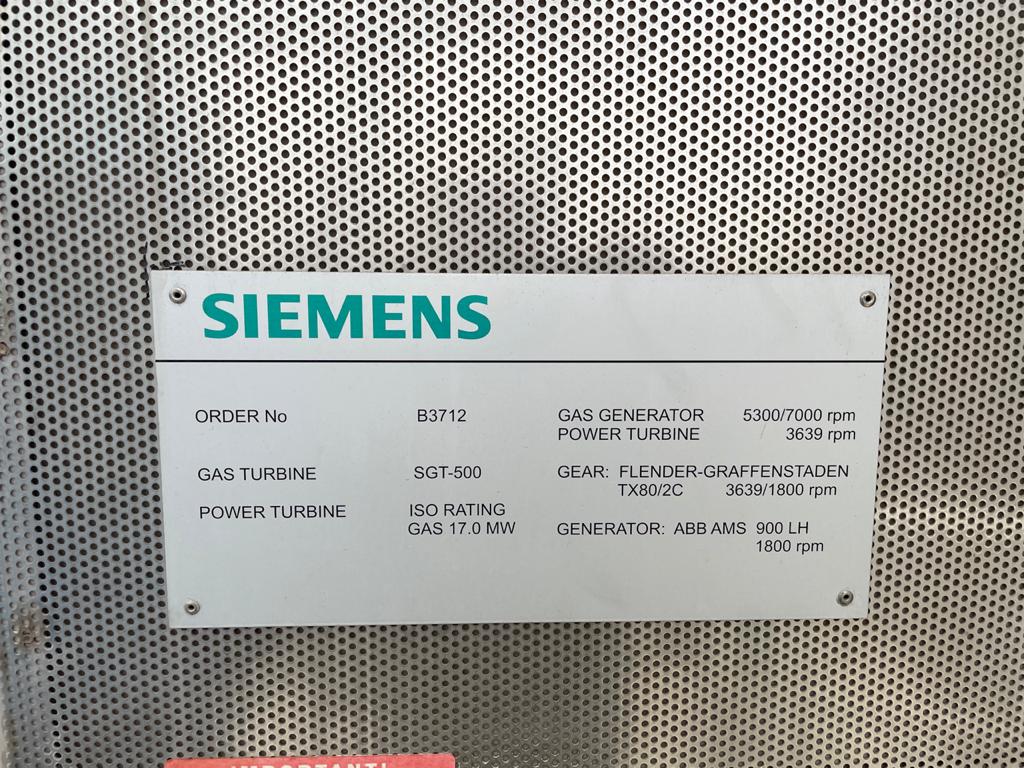 SIEMENS
ORDER No B3712
GAS GENERATOR 5300/7000 rpm
POWER TURBINE 3639 rpm
GAS TURBINE SGT-500
GEAR: FLENDER-GRAFFENSTADEN
TX80/2C 3639/1800 rpm
POWER TURBINE ISO RATING
GAS 17.0 MW
GENERATOR: ABB AMS 900 LH
1800 rpm
IMPORTANT!